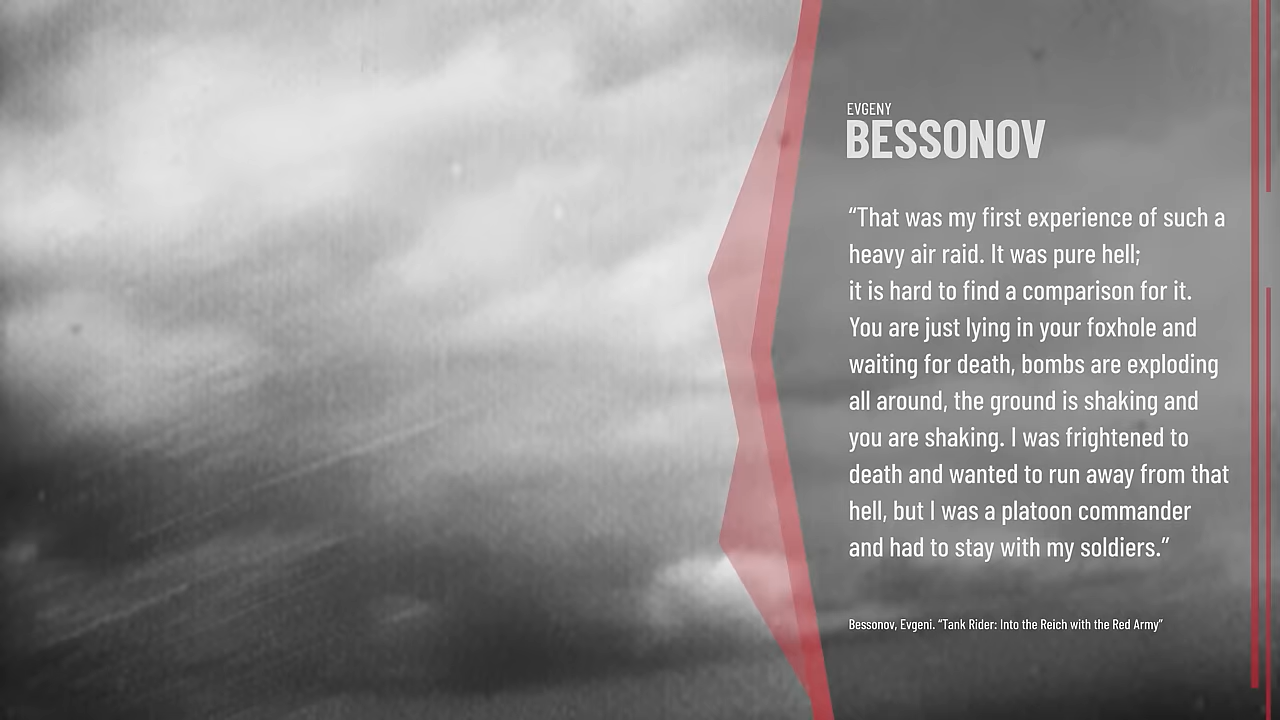 EVGENY
BESSONOV
“That was my first experience of such a
heavy air raid. It was pure hell;
it is hard to find a comparison for it.
You are just lying in your foxhole and
waiting for death, bombs are exploding
all around, the ground is shaking and
you are shaking. I was frightened to
death and wanted to run away from that
hell, but I was a platoon commander
and had to stay with my soldiers.”
Bessonov, Evgeni. “Tank Rider: Into the Reich with the Red Army”